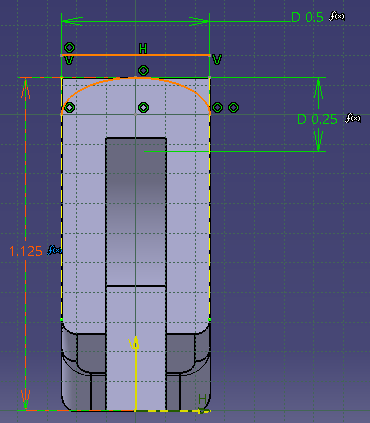 D 0.5 f(x)
H
V V
D 0.25 f(x)
1.125 f(x)
V
H